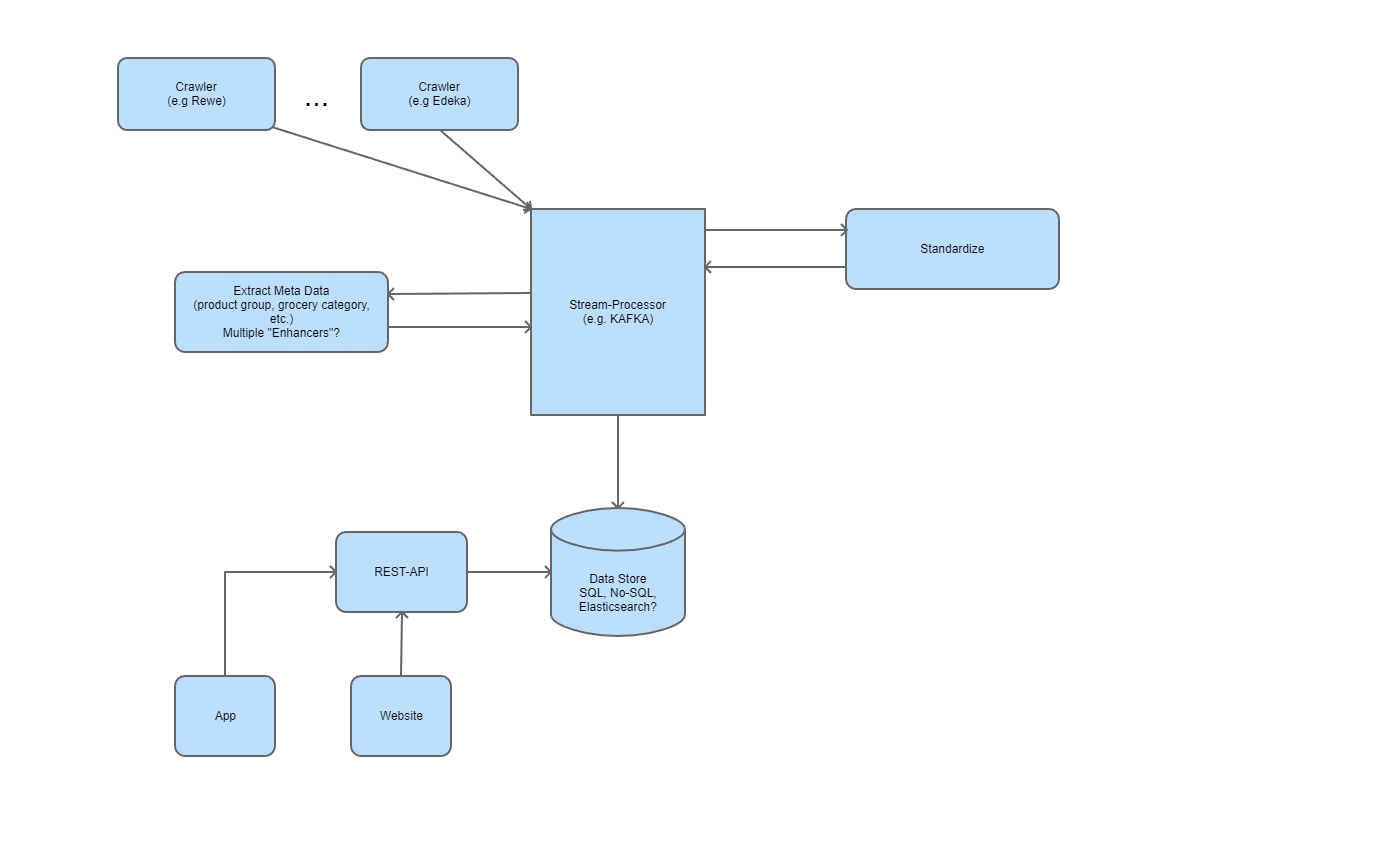 Crawler
(e.g Rewe)
...
Crawler
(e.g Edeka)
Standardize
Extract Meta Data
(product group, grocery category,
etc.)
Multiple "Enhancers"?
Stream-Processor
(e.g. KAFKA)
REST-API
Data Store
SQL, No-SQL,
Elasticsearch?
App
Website